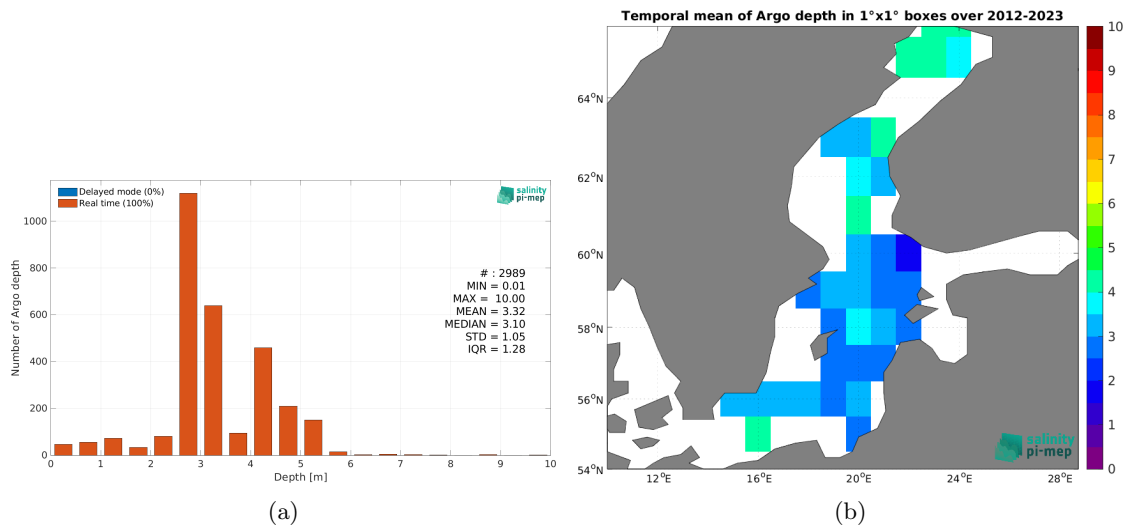 Delayed mode (0%)
Real time (100%)
salinity
pi-mep
Number of Argo depth
1000
800
600
400
200
0
# : 2989
MIN = 0.01
MAX = 10.00
MEAN = 3.32
MEDIAN = 3.10
STD = 1.05
IQR = 1.28
0 1 2 3 4 5 6 7 8 9 10
Depth [m]
(a)
Temporal mean of Argo depth in 1°x1° boxes over 2012-2023
64°N
62°N
60°N
58°N
56°N
54°N
12°E 16°E 20°E 24°E 28°E
salinity
pi-mep
10
9
8
7
6
5
4
3
2
1
0
(b)